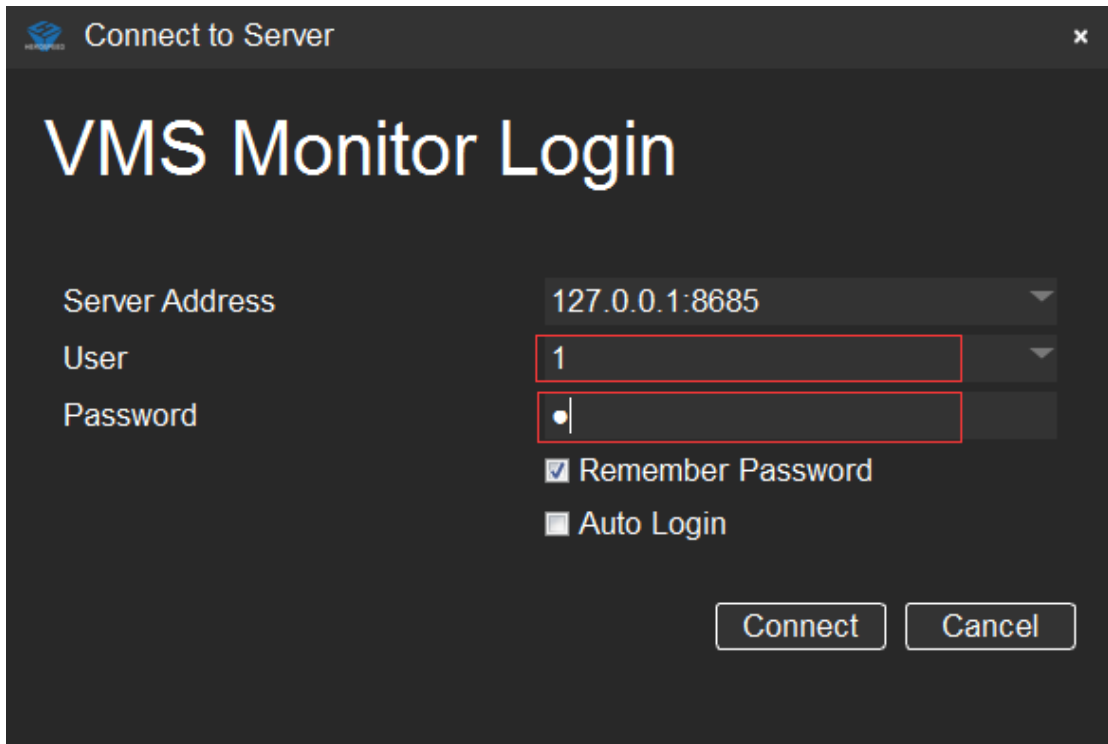 HEROSPEED
Connect to Server
VMS Monitor Login
Server Address 127.0.0.1:8685
User 1
Password ●
Remember Password
Auto Login
Connect Cancel